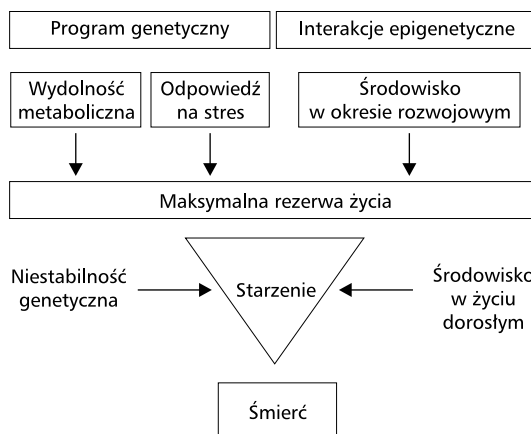 Program genetyczny
Interakcje epigenetyczne
Wydolność
metaboliczna
Odpowiedź
na stres
Środowisko
w okresie rozwojowym
Maksymalna rezerwa życia
Niestabilność
genetyczna
Starzenie
Środowisko
w życiu
dorosłym
Śmierć